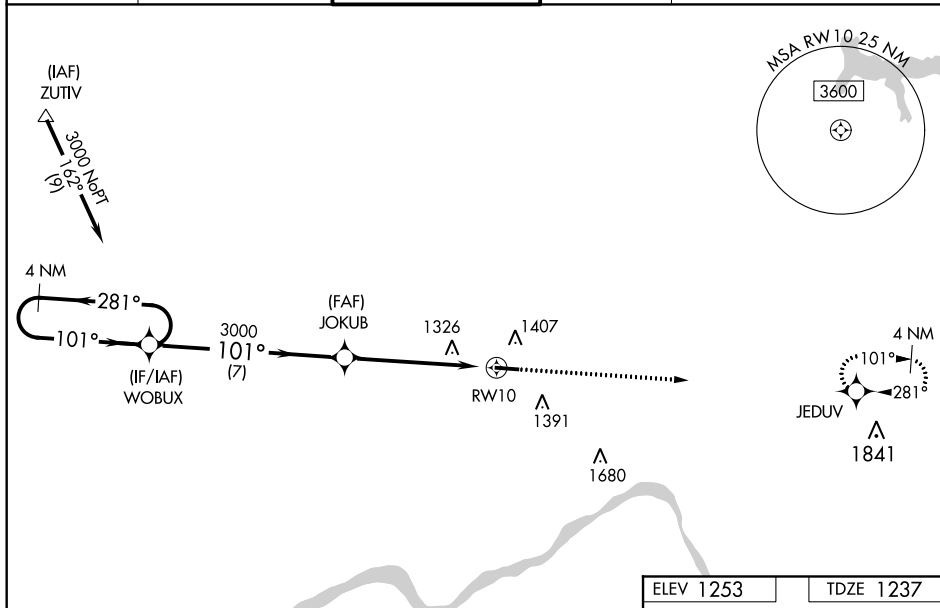 MSA RW10 25 NM
3600
(IAF)
ZUTIV
3000 NoPT
162°
(9)
4 NM
281°
101°
(IF/IAF)
WOBUX
3000
101°
(7)
(FAF)
JOKUB
1326
1407
RW10
1391
1680
4 NM
101°
281°
JEDUV
1841
ELEV 1253
TDZE 1237